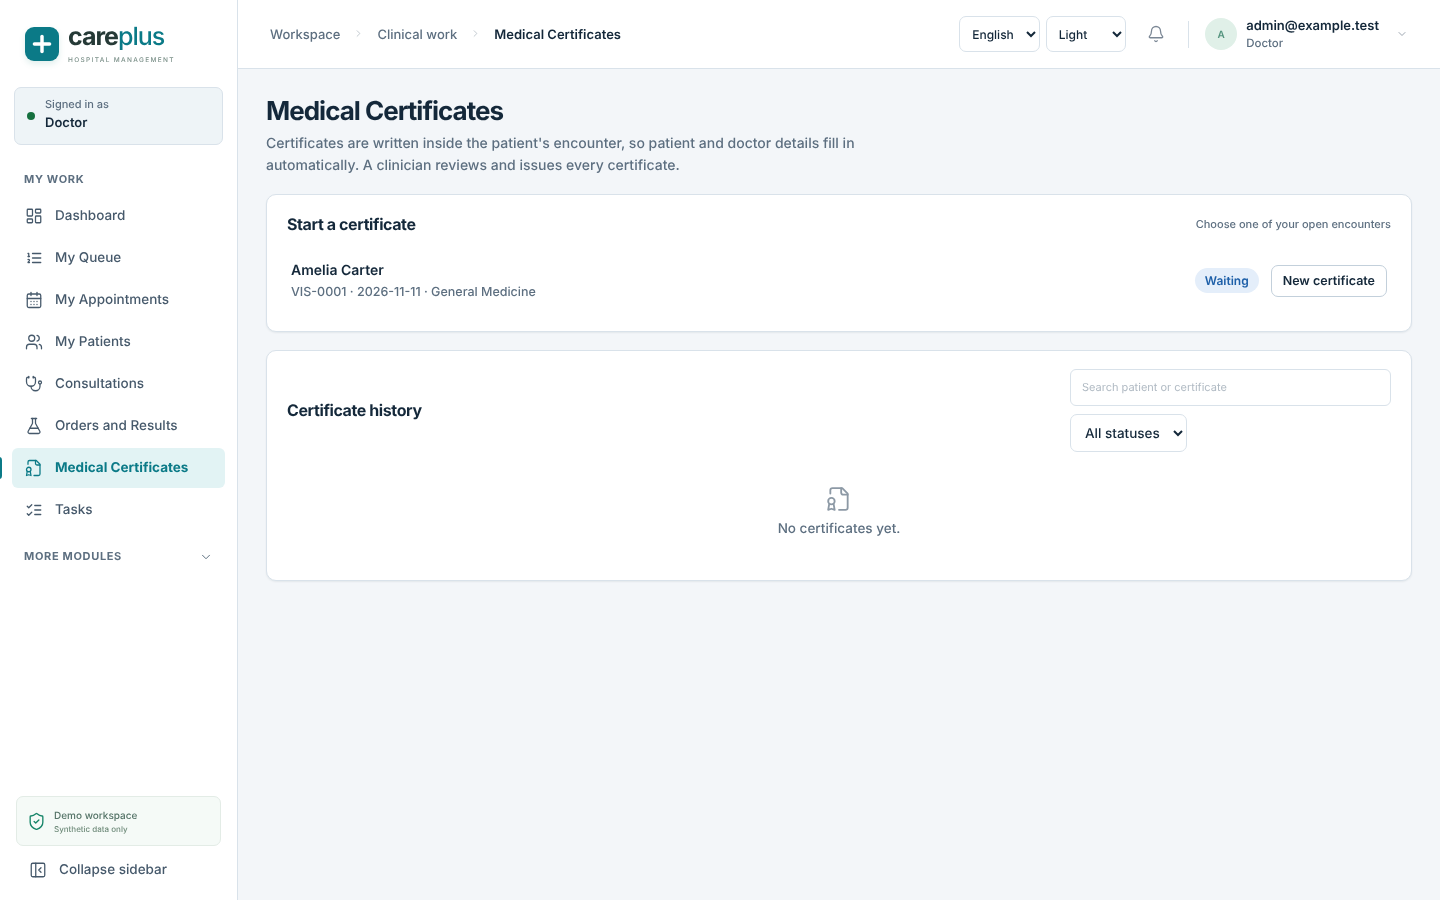 careplus
HOSPITAL MANAGEMENT
Signed in as
Doctor
MY WORK
Dashboard
My Queue
My Appointments
My Patients
Consultations
Orders and Results
Medical Certificates
Tasks
MORE MODULES
Demo workspace
Synthetic data only
Collapse sidebar
Workspace
Clinical work
Medical Certificates
English
Light
A
admin@example.test
Doctor
Medical Certificates
Certificates are written inside the patient's encounter, so patient and doctor details fill in
automatically. A clinician reviews and issues every certificate.
Start a certificate
Choose one of your open encounters
Amelia Carter
VIS-0001 · 2026-11-11 · General Medicine
Waiting
New certificate
Certificate history
Search patient or certificate
All statuses
No certificates yet.